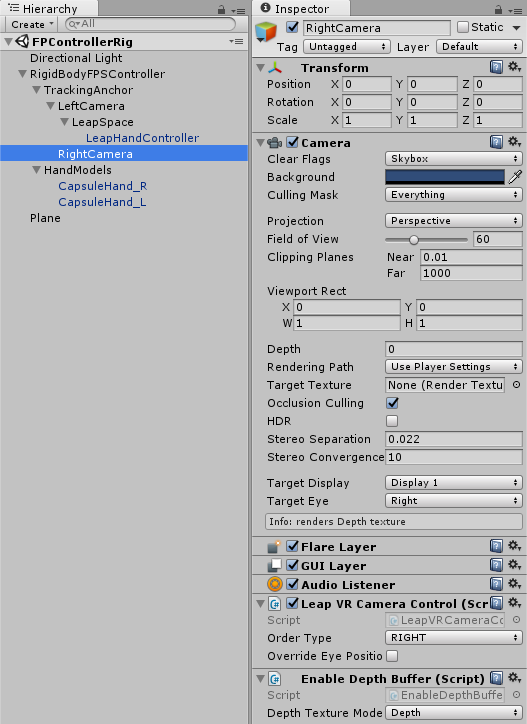 Hierarchy
Create
All
FPControllerRig
Directional Light
RigidBodyFPSController
TrackingAnchor
LeftCamera
LeapSpace
LeapHandController
RightCamera
HandModels
CapsuleHand_R
CapsuleHand_L
Plane
Inspector
RightCamera Static
Tag Untagged Layer Default
Transform
Position X 0 Y 0 Z 0
Rotation X 0 Y 0 Z 0
Scale X 1 Y 1 Z 1
Camera
Clear Flags Skybox
Background
Culling Mask Everything
Projection Perspective
Field of View 60
Clipping Planes Near 0.01
Far 1000
Viewport Rect
X 0 Y 0
W 1 H 1
Depth 0
Rendering Path Use Player Settings
Target Texture None (Render Textu
Occlusion Culling
HDR
Stereo Separation 0.022
Stereo Convergence 10
Target Display Display 1
Target Eye Right
Info: renders Depth texture
Flare Layer
GUI Layer
Audio Listener
Leap VR Camera Control (Scr
Script LeapVRCameraCo
Order Type RIGHT
Override Eye Positio
Enable Depth Buffer (Script)
Script EnableDepthBuffe
Depth Texture Mode Depth